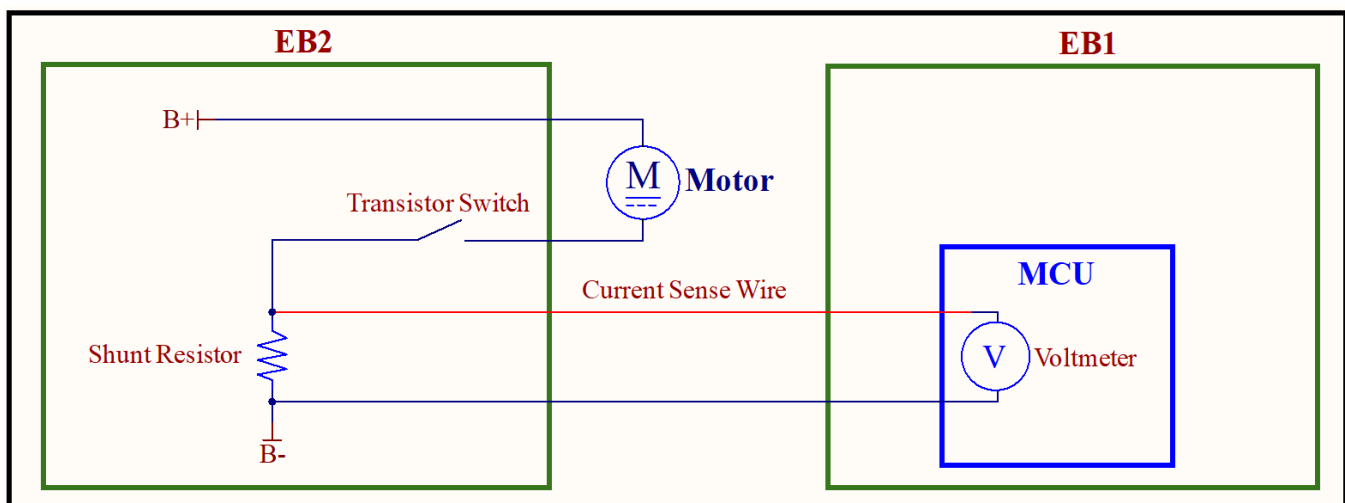 EB2
EB1
B+
M
Motor
Transistor Switch
MCU
Current Sense Wire
Shunt Resistor
V
Voltmeter
B-